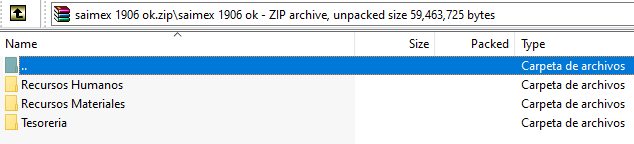 saimex 1906 ok.zip\saimex 1906 ok - ZIP archive, unpacked size 59,463,725 bytes
Name Size Packed Type
.. Carpeta de archivos
Recursos Humanos Carpeta de archivos
Recursos Materiales Carpeta de archivos
Tesoreria Carpeta de archivos